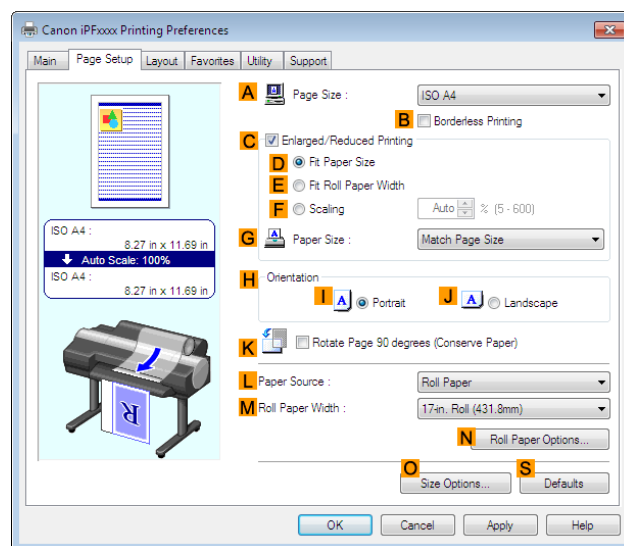 Canon iPFxxxx Printing Preferences
Main Page Setup Layout Favorites Utility Support
A Page Size : ISO A4
B Borderless Printing
C Enlarged/Reduced Printing
D Fit Paper Size
E Fit Roll Paper Width
F Scaling Auto % (5 - 600)
ISO A4 :
8.27 in x 11.69 in
Auto Scale: 100%
ISO A4 :
8.27 in x 11.69 in
G A Paper Size : Match Page Size
H Orientation
I A Portrait J A Landscape
K Rotate Page 90 degrees (Conserve Paper)
L Paper Source : Roll Paper
M Roll Paper Width : 17-in. Roll (431.8mm)
R
N Roll Paper Options...
O Size Options... S Defaults
OK Cancel Apply Help